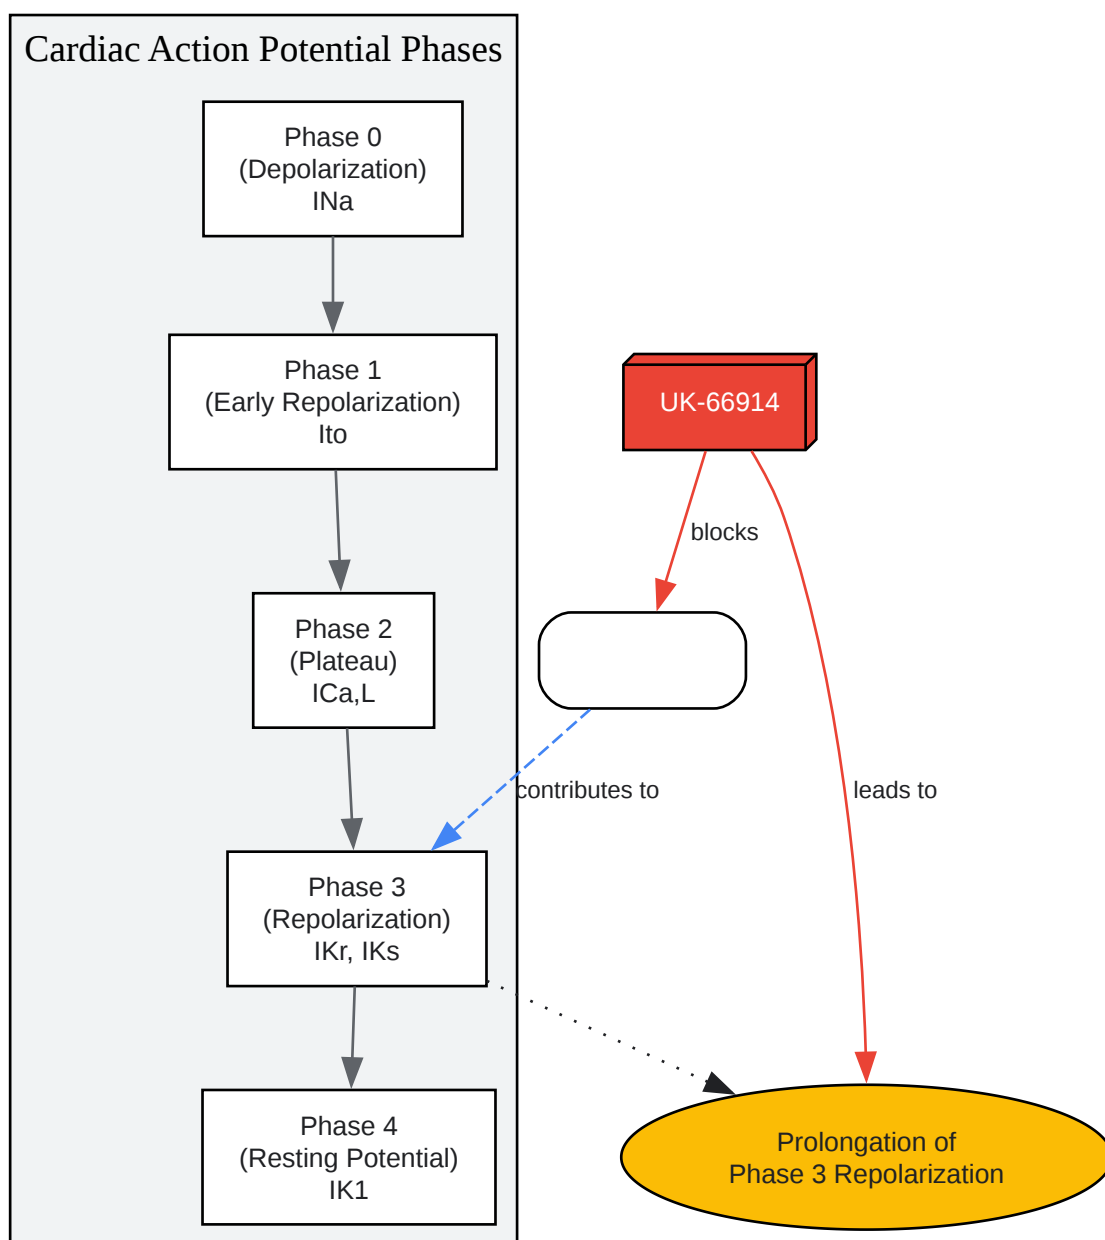 Cardiac Action Potential Phases
Phase 0
(Depolarization)
INa
Phase 1
(Early Repolarization)
Ito
UK-66914
blocks
Phase 2
(Plateau)
ICa,L
contributes to
leads to
Phase 3
(Repolarization)
IKr, IKs
Phase 4
(Resting Potential)
IK1
Prolongation of
Phase 3 Repolarization